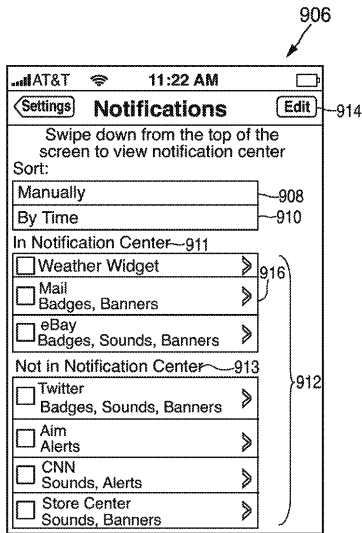 906
AT&T 11:22 AM
Settings Notifications Edit 914
Swipe down from the top of the
screen to view notification center
Sort:
Manually 908
By Time 910
In Notification Center 911
Weather Widget
916
Mail
Badges, Banners
eBay
Badges, Sounds, Banners
Not in Notification Center 913
912
Twitter
Badges, Sounds, Banners
Aim
Alerts
CNN
Sounds, Alerts
Store Center
Sounds, Banners